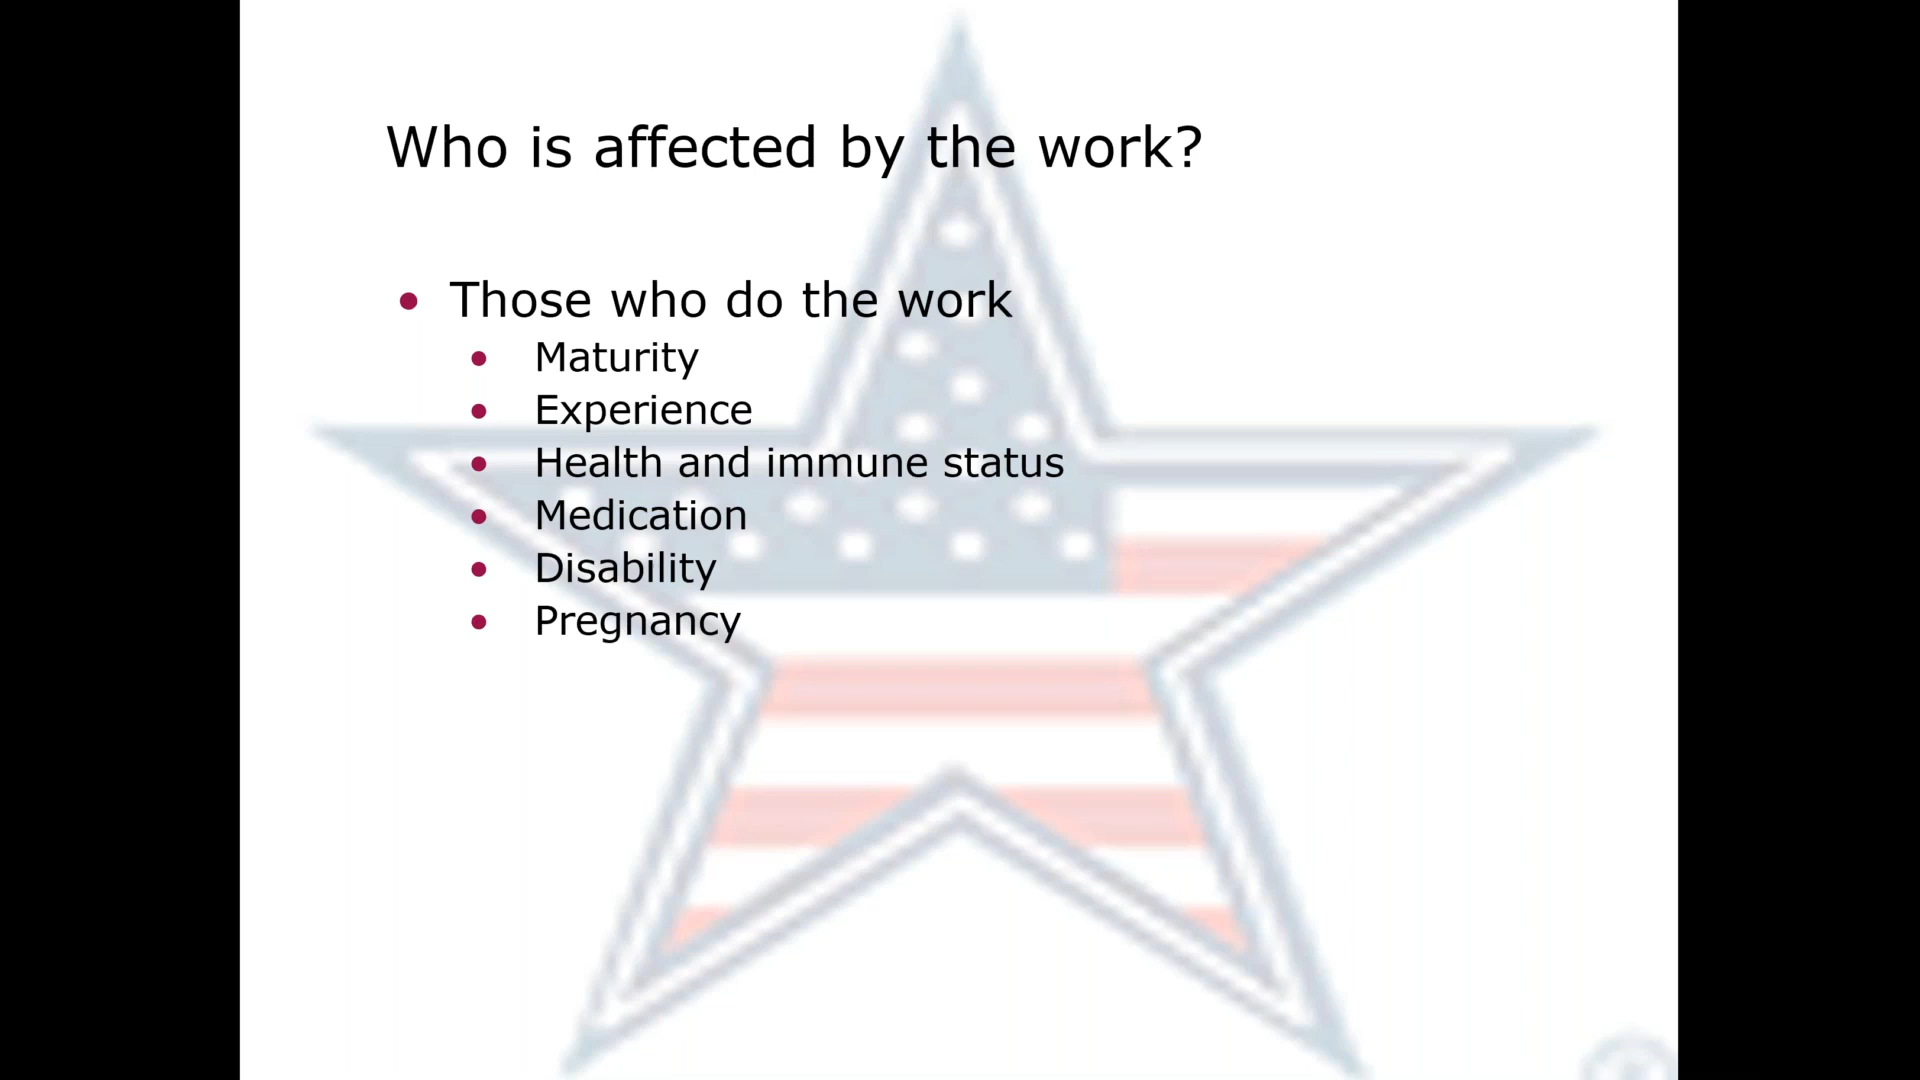 Who is affected by the work?
• Those who do the work
• Maturity
• Experience
• Health and immune status
• Medication
• Disability
• Pregnancy